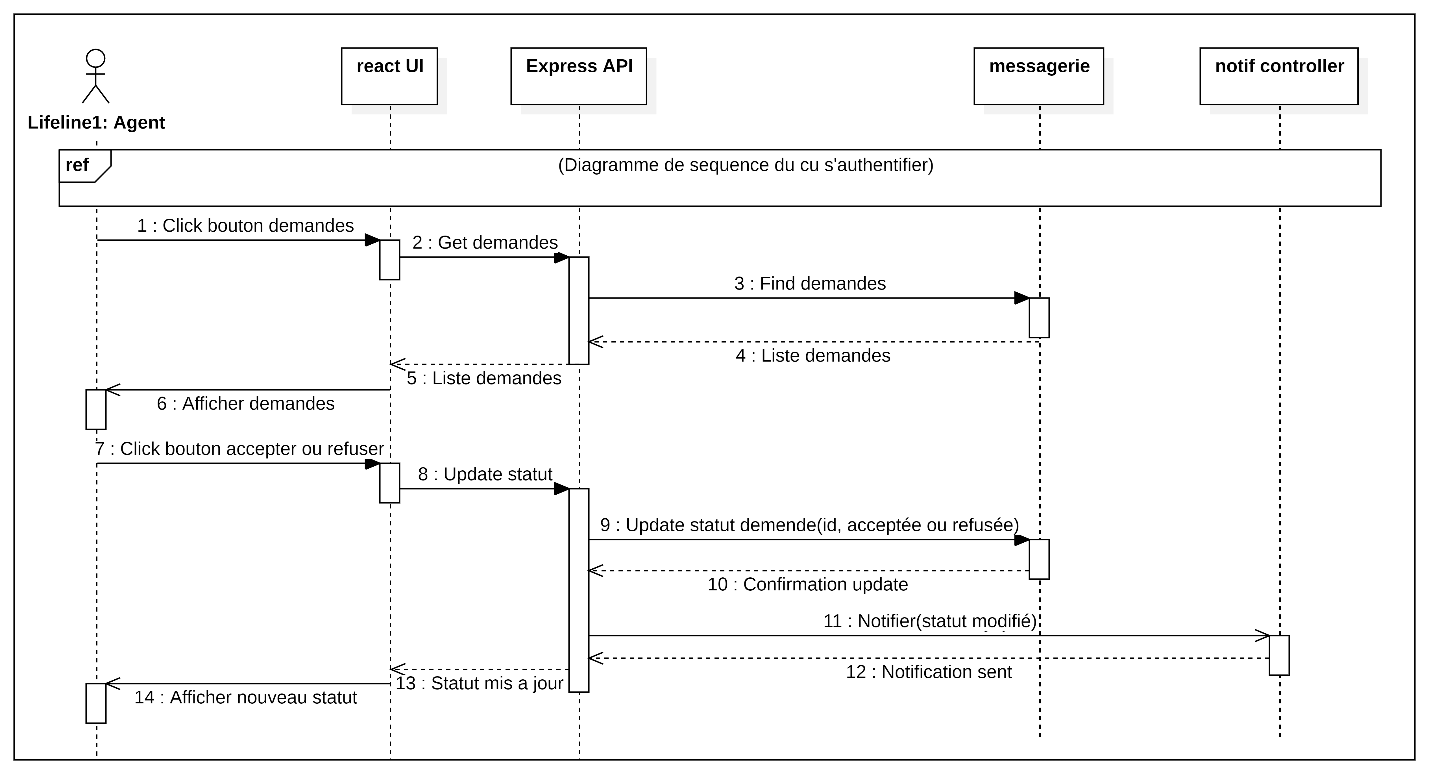 react UI
Express API
messagerie
notif controller
Lifeline1: Agent
ref
(Diagramme de sequence du cu s'authentifier)
1 : Click bouton demandes
2 : Get demandes
3 : Find demandes
4 : Liste demandes
5 : Liste demandes
6 : Afficher demandes
7 : Click bouton accepter ou refuser
8 : Update statut
9 : Update statut demende(id, acceptée ou refusée)
10 : Confirmation update
11 : Notifier(statut modifié)
12 : Notification sent
13 : Statut mis a jour
14 : Afficher nouveau statut